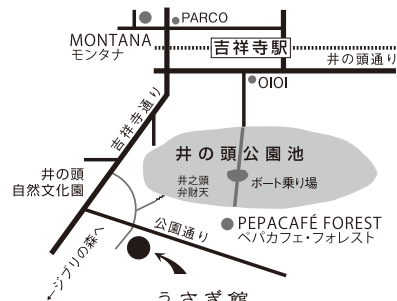 PARCO
MONTANA
モンタナ
吉祥寺駅
井の頭通り
OIOI
吉祥寺通り
井の頭公園池
井の頭
自然文化園
井之頭
弁財天
ボート乗り場
公園通り
PEPACAFÉ FOREST
ペパカフェ・フォレスト
←ジブリの森へ
うさぎ館